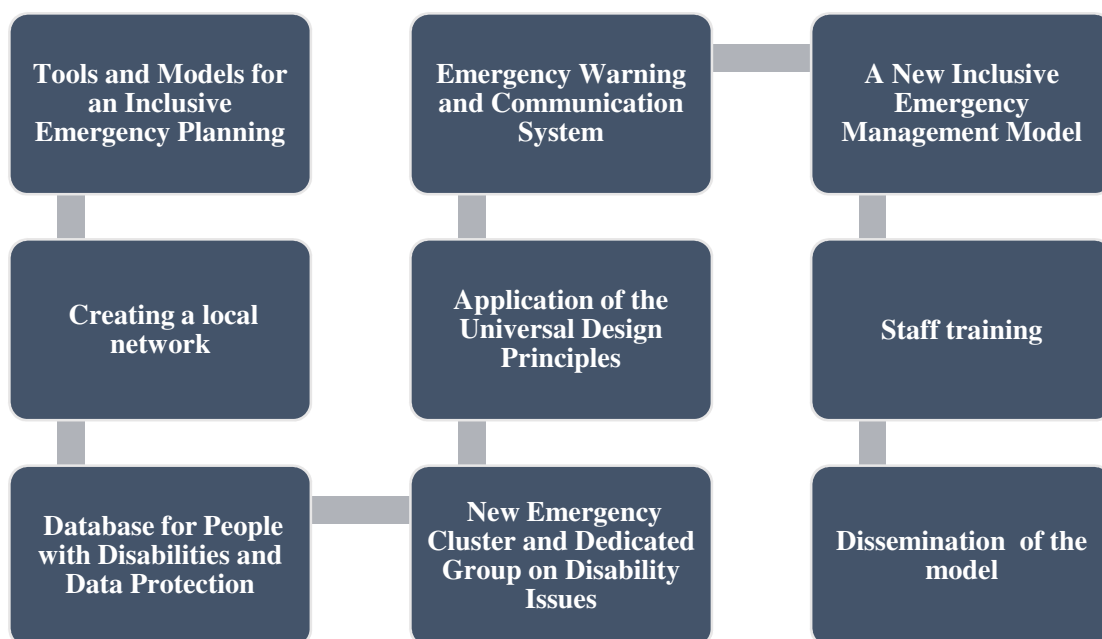 Tools and Models for
an Inclusive
Emergency Planning
Creating a local
network
Database for People
with Disabilities and
Data Protection
New Emergency
Cluster and Dedicated
Group on Disability
Issues
Application of the
Universal Design
Principles
Emergency Warning
and Communication
System
A New Inclusive
Emergency
Management Model
Staff training
Dissemination of the
model